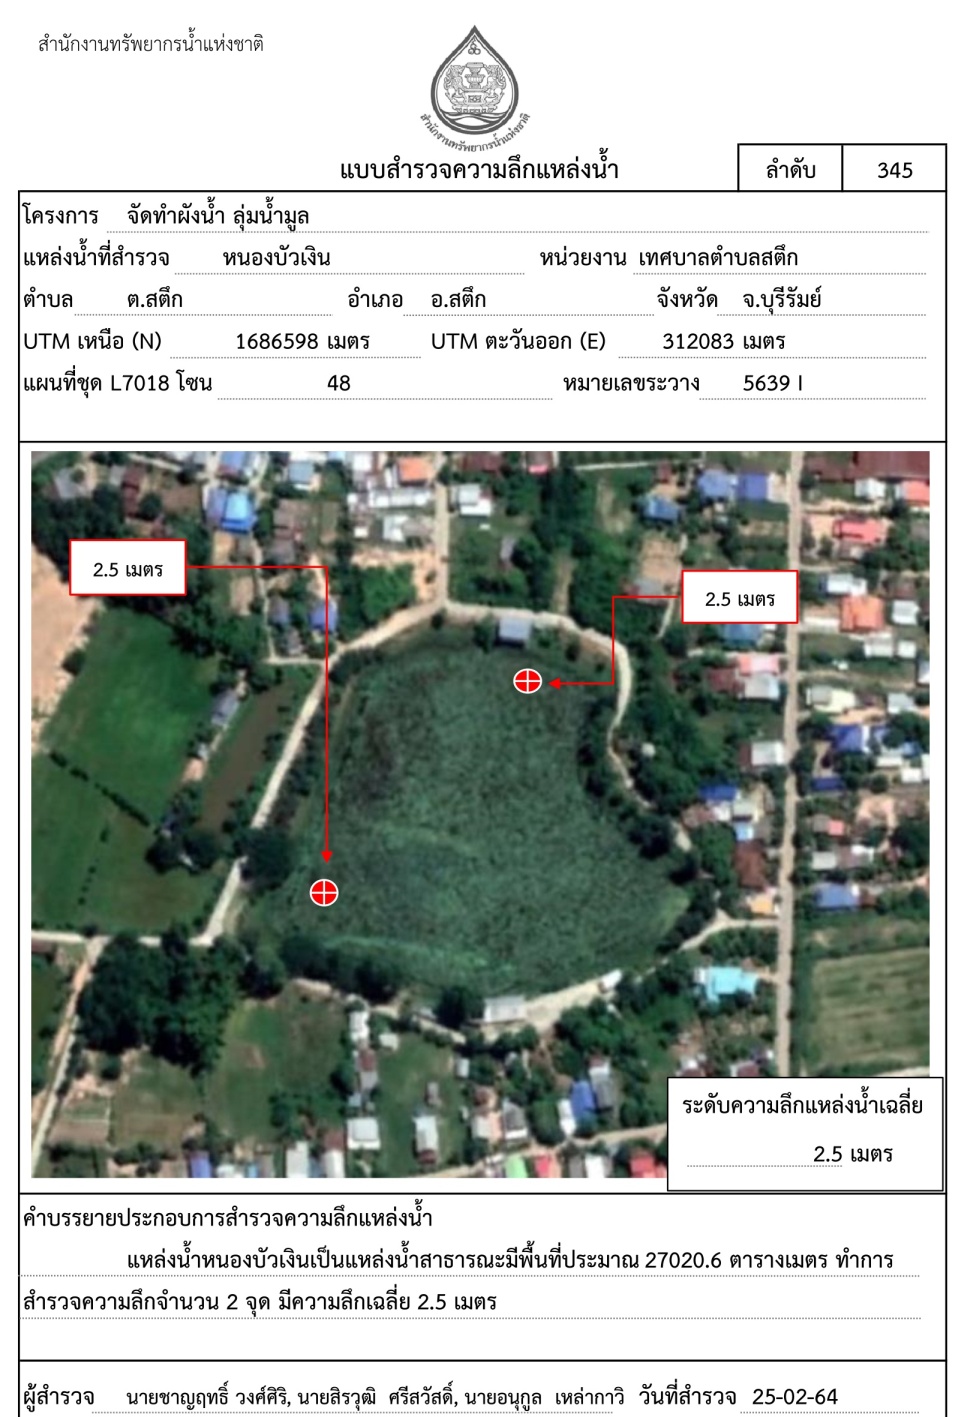 สำนักงานทรัพยากรน้ำแห่งชาติ
สำนักงานทรัพยากรน้ำแห่งชาติ
แบบสำรวจความลึกแหล่งน้ำ ลำดับ 345
โครงการ จัดทำผังน้ำ ลุ่มน้ำมูล
แหล่งน้ำที่สำรวจ หนองบัวเงิน หน่วยงาน เทศบาลตำบลสตึก
ตำบล ต.สตึก อำเภอ อ.สตึก จังหวัด จ.บุรีรัมย์
UTM เหนือ (N) 1686598 เมตร UTM ตะวันออก (E) 312083 เมตร
แผนที่ชุด L7018 โซน 48 หมายเลขระวาง 5639 I
2.5 เมตร
2.5 เมตร
ระดับความลึกแหล่งน้ำเฉลี่ย
2.5 เมตร
คำบรรยายประกอบการสำรวจความลึกแหล่งน้ำ
แหล่งน้ำหนองบัวเงินเป็นแหล่งน้ำสาธารณะมีพื้นที่ประมาณ 27020.6 ตารางเมตร ทำการ
สำรวจความลึกจำนวน 2 จุด มีความลึกเฉลี่ย 2.5 เมตร
ผู้สำรวจ นายชาญฤทธิ์ วงศ์ศิริ, นายสิรวุฒิ ศรีสวัสดิ์, นายอนุกูล เหล่ากาวิ วันที่สำรวจ 25-02-64